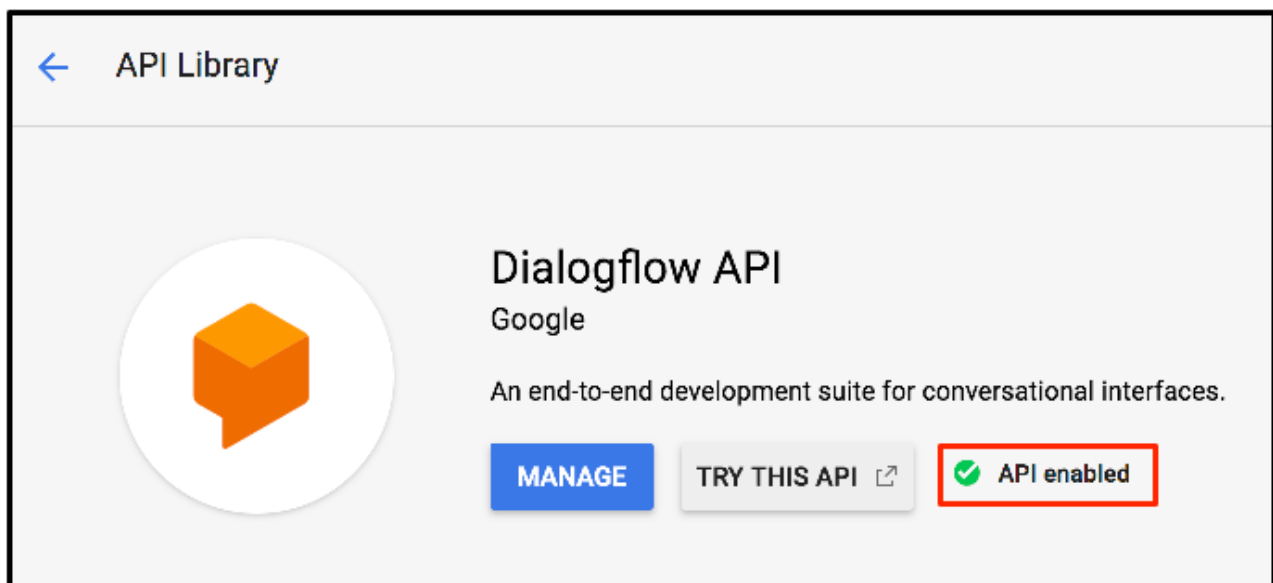 API Library
Dialogflow API
Google
An end-to-end development suite for conversational interfaces.
MANAGE TRY THIS API API enabled